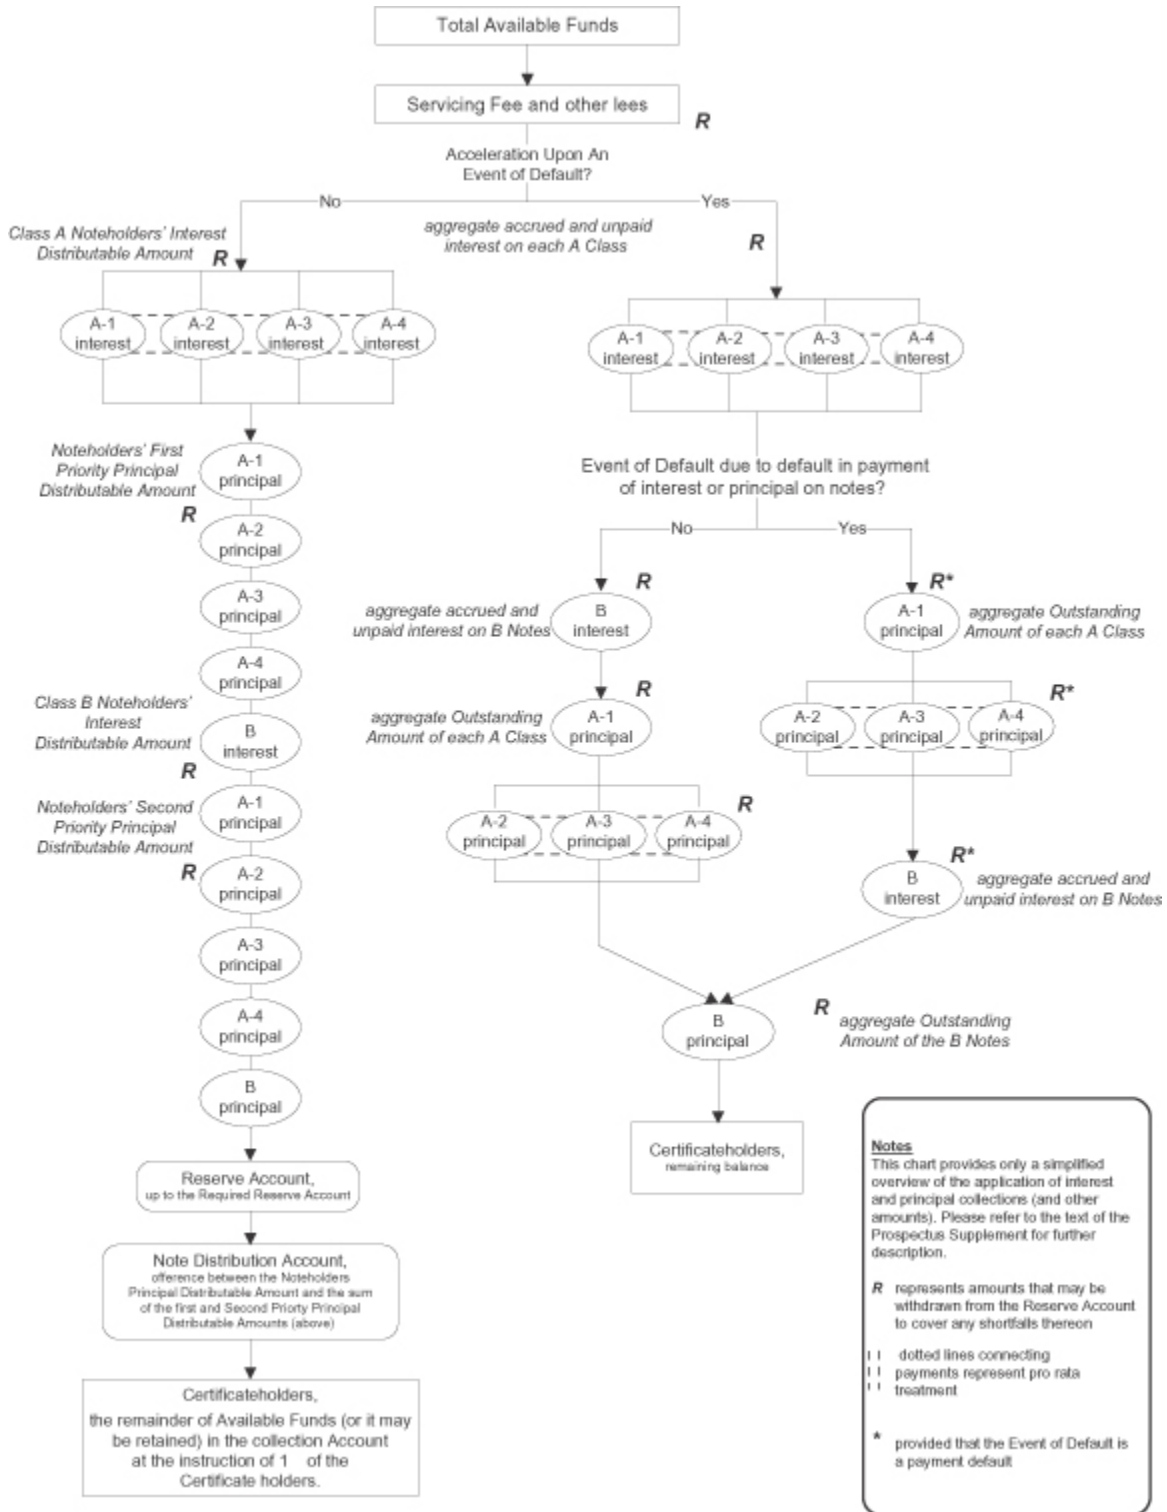 Total Available Funds
Servicing Fee and other lees
R
Acceleration Upon An
Event of Default?
No
Yes
Class A Noteholders' Interest
Distributable Amount
R
aggregate accrued and unpaid
interest on each A Class
R
A-1
interest
A-2
interest
A-3
interest
A-4
interest
A-1
interest
A-2
interest
A-3
interest
A-4
interest
Noteholders' First
Priority Principal
Distributable Amount
R
A-1
principal
A-2
principal
A-3
principal
A-4
principal
Class B Noteholders'
Interest
Distributable Amount
R
B
interest
Noteholders' Second
Priority Principal
Distributable Amount
R
A-1
principal
A-2
principal
A-3
principal
A-4
principal
B
principal
Reserve Account,
up to the Required Reserve Account
Note Distribution Account,
ofference between the Noteholders
Principal Distributable Amount and the sum
of the first and Second Priorty Principal
Distributable Amounts (above)
Certificateholders,
the remainder of Available Funds (or it may
be retained) in the collection Account
at the instruction of 1 of the
Certificate holders.
Event of Default due to default in payment
of interest or principal on notes?
No
Yes
R
aggregate accrued and
unpaid interest on B Notes
B
interest
R
aggregate Outstanding
Amount of each A Class
A-1
principal
R
A-2
principal
A-3
principal
A-4
principal
R*
A-1
principal
aggregate Outstanding
Amount of each A Class
R*
A-2
principal
A-3
principal
A-4
principal
R*
B
interest
aggregate accrued and
unpaid interest on B Notes
B
principal
R
aggregate Outstanding
Amount of the B Notes
Certificateholders,
remaining balance
Notes
This chart provides only a simplified
overview of the application of interest
and principal collections (and other
amounts). Please refer to the text of the
Prospectus Supplement for further
description.
R represents amounts that may be
withdrawn from the Reserve Account
to cover any shortfalls thereon
dotted lines connecting
payments represent pro rata
treatment
* provided that the Event of Default is
a payment default